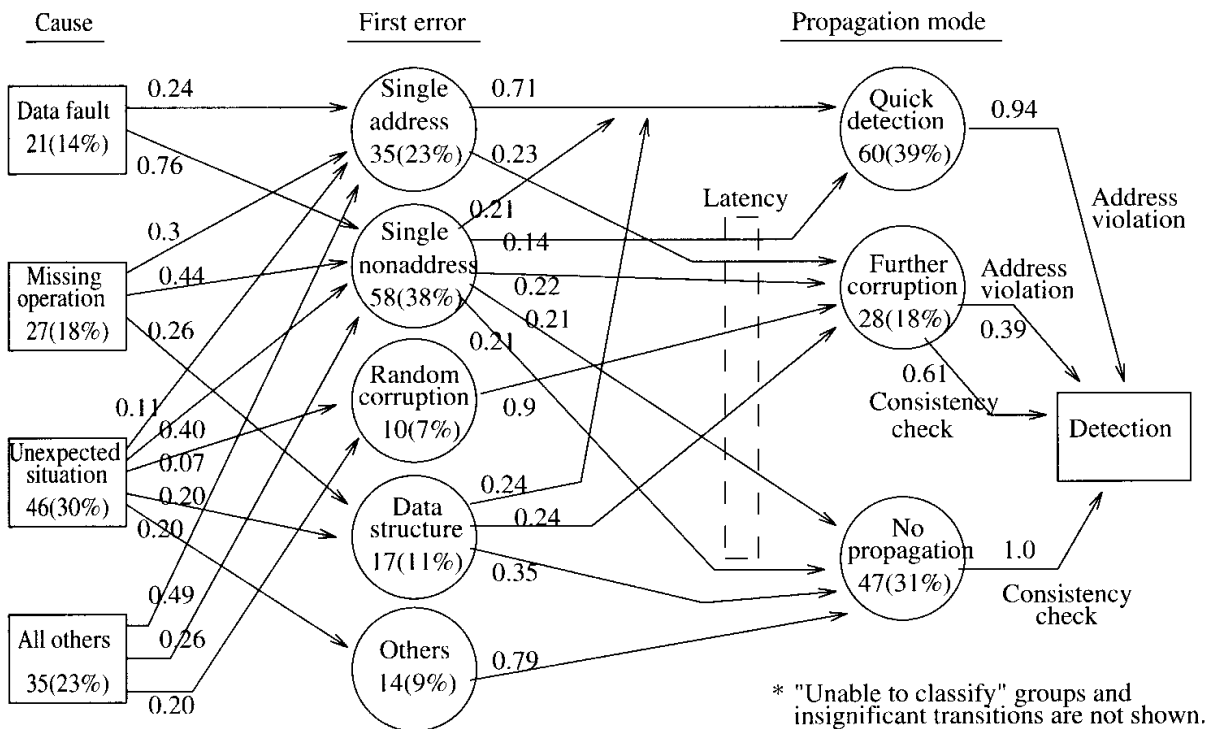 Cause
First error
Propagation mode
Data fault
21(14%)
0.24
0.76
Missing
operation
27(18%)
0.3
0.44
0.26
Unexpected
situation
46(30%)
0.11
0.40
0.07
0.20
0.20
All others
35(23%)
0.49
0.26
0.20
Single
address
35(23%)
0.71
0.23
Single
nonaddress
58(38%)
0.21
0.14
0.22
0.21
0.21
Random
corruption
10(7%)
0.9
Data
structure
17(11%)
0.24
0.24
0.35
Others
14(9%)
0.79
Latency
Quick
detection
60(39%)
0.94
Address
violation
Further
corruption
28(18%)
Address
violation
0.39
0.61
Consistency
check
No
propagation
47(31%)
1.0
Consistency
check
Detection
* "Unable to classify" groups and
insignificant transitions are not shown.